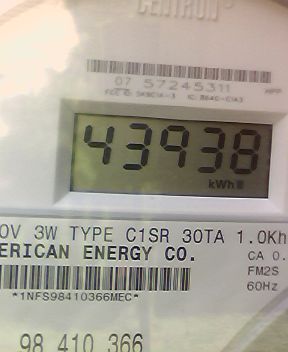 CENTRON
07 57245311
43938
kWh
0V 3W TYPE C1SR 30TA 1.0Kh
ERICAN ENERGY CO.
CA 0.
FM2S
60Hz
*1NFS98410366MEC*
98 410 366